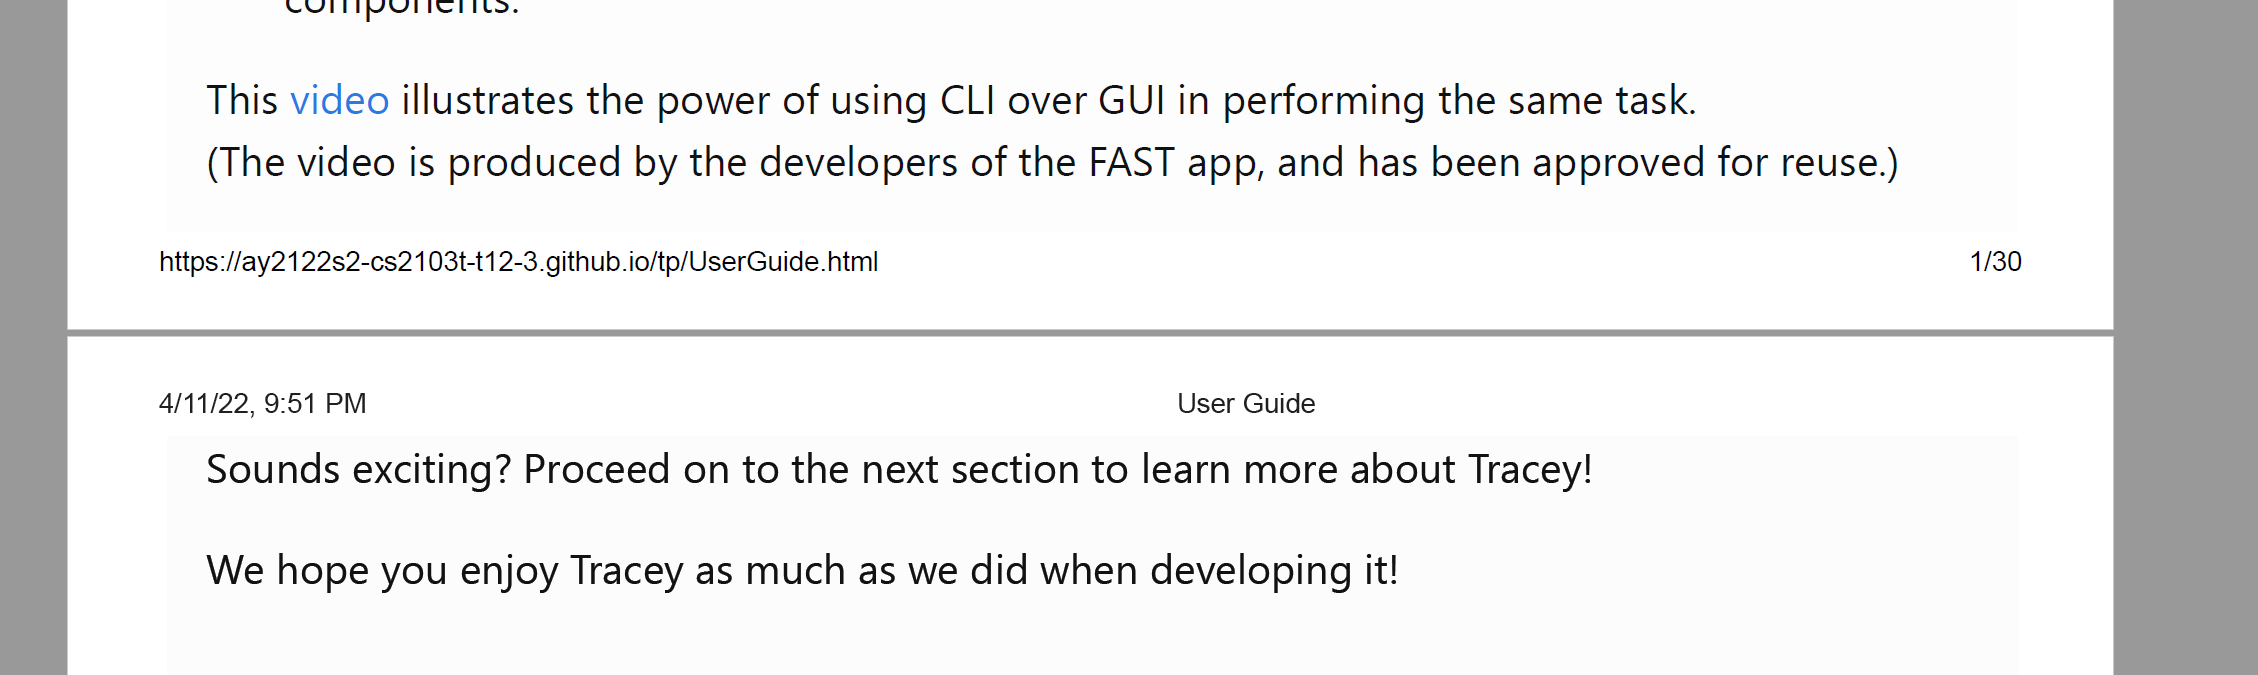 components.
This video illustrates the power of using CLI over GUI in performing the same task.
(The video is produced by the developers of the FAST app, and has been approved for reuse.)
https://ay2122s2-cs2103t-t12-3.github.io/tp/UserGuide.html 1/30
4/11/22, 9:51 PM User Guide
Sounds exciting? Proceed on to the next section to learn more about Tracey!
We hope you enjoy Tracey as much as we did when developing it!